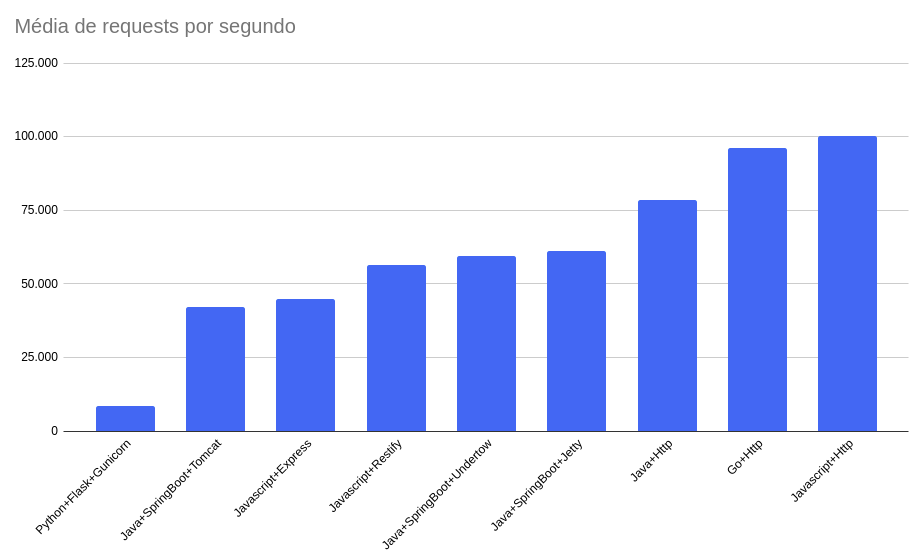 Média de requests por segundo
125.000
100.000
75.000
50.000
25.000
0
Python+Flask+Gunicorn
Java+SpringBoot+Tomcat
Javascript+Express
Javascript+Restify
Java+SpringBoot+Undertow
Java+SpringBoot+Jetty
Java+Http
Go+Http
Javascript+Http